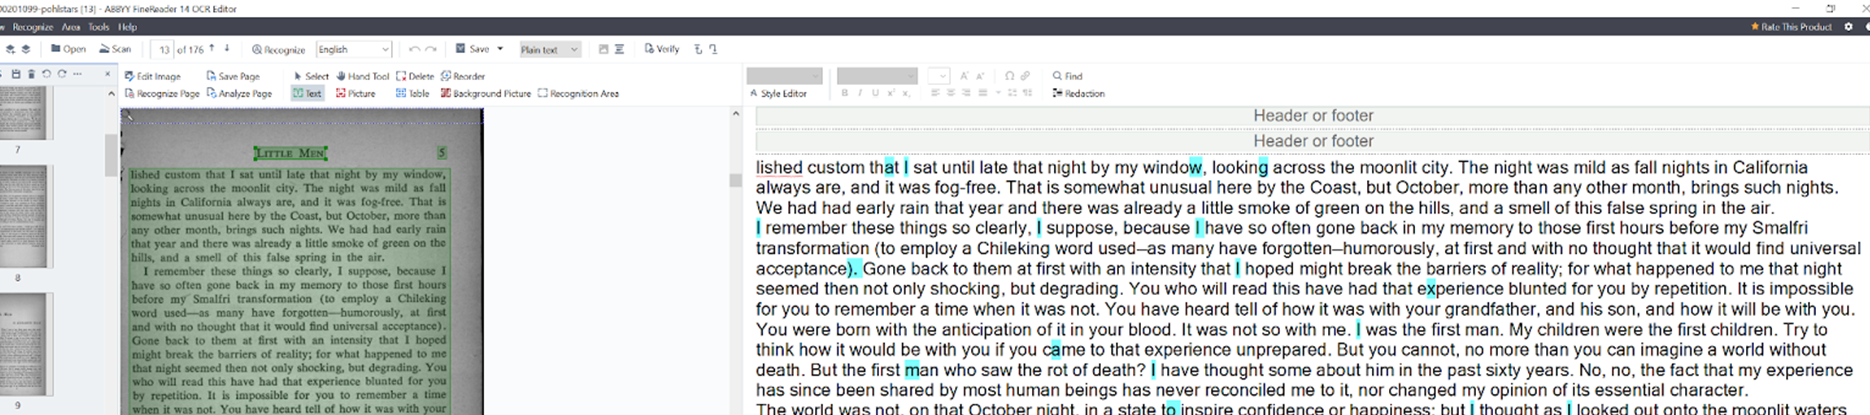 00201099-pohlstars (13) - ABBYY FineReader 14 OCR Editor
Recognize Area Tools Help Rate This Product
Open Scan 13 of 176 Recognize English Save Plain text Verify
Edit Image Save Page Select Hand Tool Delete Reorder Find
Recognize Page Analyze Page Text Picture Table Background Picture Recognition Area Style Editor B I U x² x₂ Redaction
7
8
9
LITTLE MEN 5
lished custom that I sat until late that night by my window,
looking across the moonlit city. The night was mild as fall
nights in California always are, and it was fog-free. That is
somewhat unusual here by the Coast, but October, more than
any other month, brings such nights. We had had early rain
that year and there was already a little smoke of green on the
hills, and a smell of this false spring in the air.
I remember these things so clearly, I suppose, because I
have so often gone back in my memory to those first hours
before my Smalfri transformation (to employ a Chileking
word used—as many have forgotten—humorously, at first
and with no thought that it would find universal acceptance).
Gone back to them at first with an intensity that I hoped
might break the barriers of reality; for what happened to me
that night seemed then not only shocking, but degrading. You
who will read this have had that experience blunted for you
by repetition. It is impossible for you to remember a time
when it was not. You have heard tell of how it was with your
Header or footer
Header or footer
lished custom that I sat until late that night by my window, looking across the moonlit city. The night was mild as fall nights in California
always are, and it was fog-free. That is somewhat unusual here by the Coast, but October, more than any other month, brings such nights.
We had had early rain that year and there was already a little smoke of green on the hills, and a smell of this false spring in the air.
I remember these things so clearly, I suppose, because I have so often gone back in my memory to those first hours before my Smalfri
transformation (to employ a Chileking word used–as many have forgotten–humorously, at first and with no thought that it would find universal
acceptance). Gone back to them at first with an intensity that I hoped might break the barriers of reality; for what happened to me that night
seemed then not only shocking, but degrading. You who will read this have had that experience blunted for you by repetition. It is impossible
for you to remember a time when it was not. You have heard tell of how it was with your grandfather, and his son, and how it will be with you.
You were born with the anticipation of it in your blood. It was not so with me. I was the first man. My children were the first children. Try to
think how it would be with you if you came to that experience unprepared. But you cannot, no more than you can imagine a world without
death. But the first man who saw the rot of death? I have thought some about him in the past sixty years. No, no, the fact that my experience
has since been shared by most human beings has never reconciled me to it, nor changed my opinion of its essential character.
The world was not, on that October night, in a state to inspire confidence or happiness; but I thought as I looked out onto the moonlit